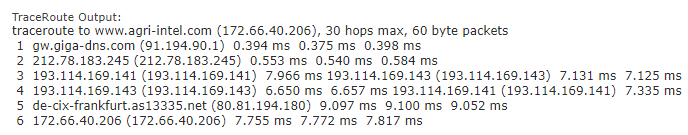 TraceRoute Output:
traceroute to www.agri-intel.com (172.66.40.206), 30 hops max, 60 byte packets
1 gw.giga-dns.com (91.194.90.1) 0.394 ms 0.375 ms 0.398 ms
2 212.78.183.245 (212.78.183.245) 0.553 ms 0.540 ms 0.584 ms
3 193.114.169.141 (193.114.169.141) 7.966 ms 193.114.169.143 (193.114.169.143) 7.131 ms 7.125 ms
4 193.114.169.143 (193.114.169.143) 6.650 ms 6.657 ms 193.114.169.141 (193.114.169.141) 7.335 ms
5 de-cix-frankfurt.as13335.net (80.81.194.180) 9.097 ms 9.100 ms 9.052 ms
6 172.66.40.206 (172.66.40.206) 7.755 ms 7.772 ms 7.817 ms